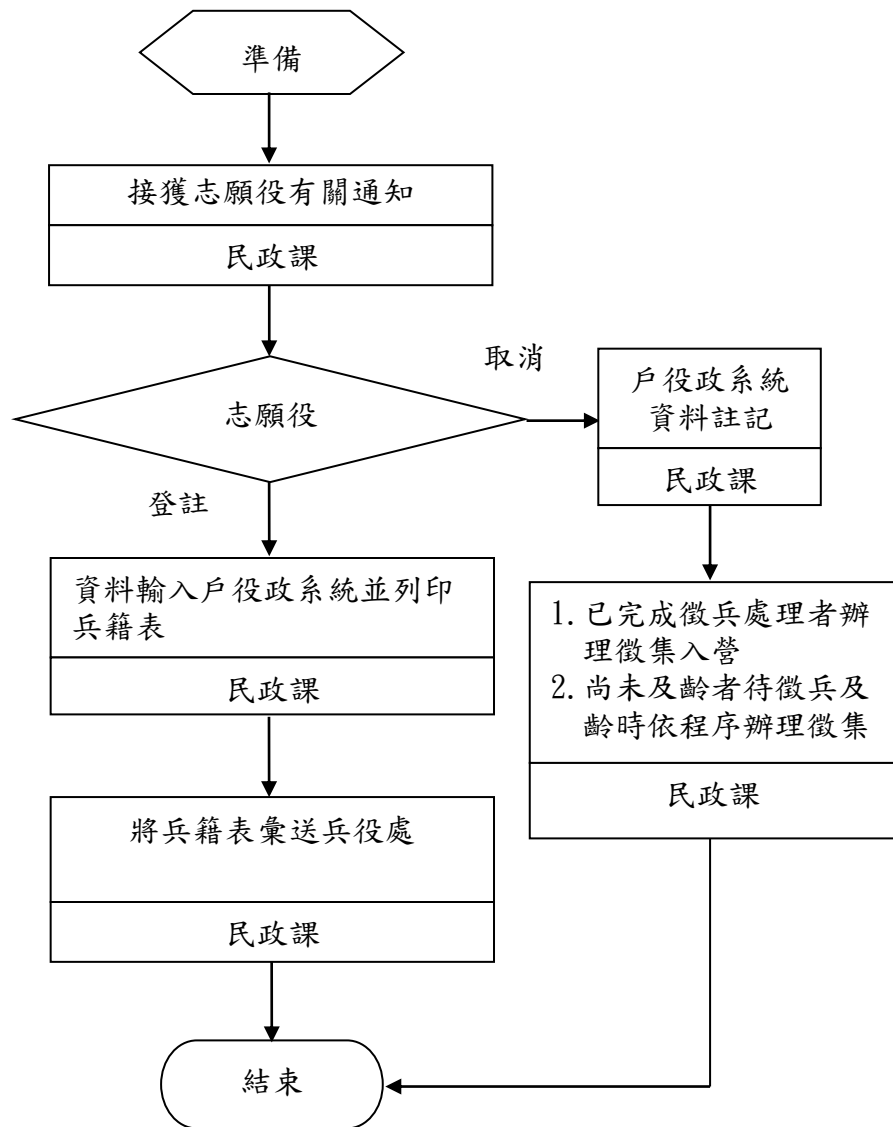 準備
接獲志願役有關通知
民政課
志願役
取消
戶役政系統
資料註記
民政課
登註
資料輸入戶役政系統並列印
兵籍表
民政課
1.已完成徵兵處理者辦
理徵集入營
2.尚未及齡者待徵兵及
齡時依程序辦理徵集
民政課
將兵籍表彙送兵役處
民政課
結束